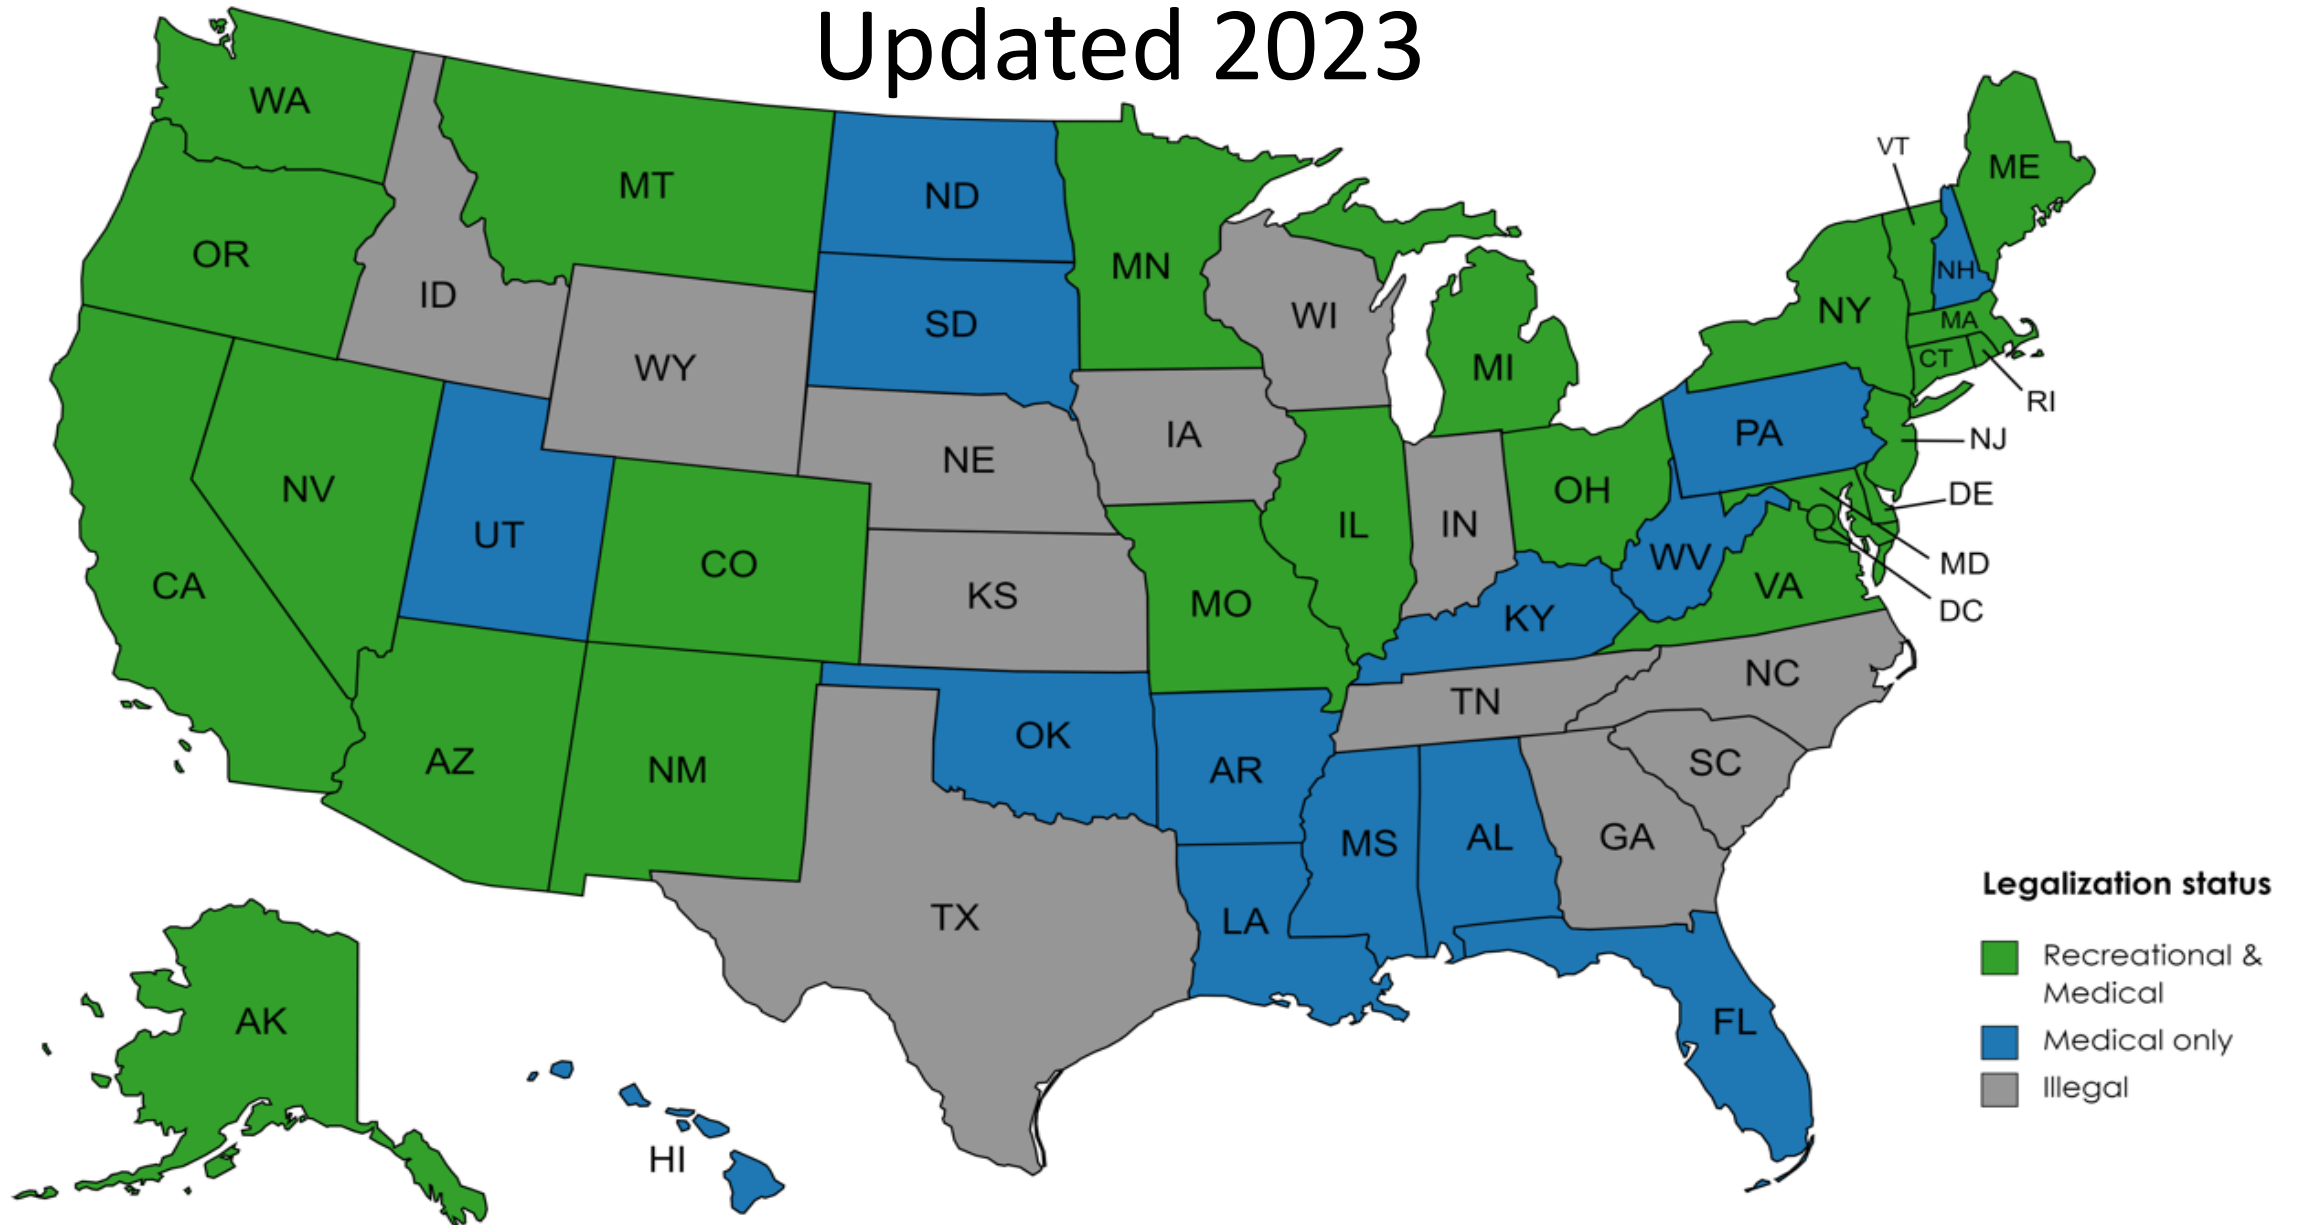 Updated 2023
WA
MT
ND
MN
VT
ME
OR
ID
SD
WI
NH
NY
MA
WY
MI
CT
RI
NE
IA
PA
NJ
NV
UT
IL
IN
OH
DE
CO
KS
WV
MD
CA
MO
KY
VA
DC
TN
NC
AZ
NM
OK
AR
SC
MS
AL
GA
TX
LA
Legalization status
Recreational &
Medical
AK
FL
Medical only
Illegal
HI